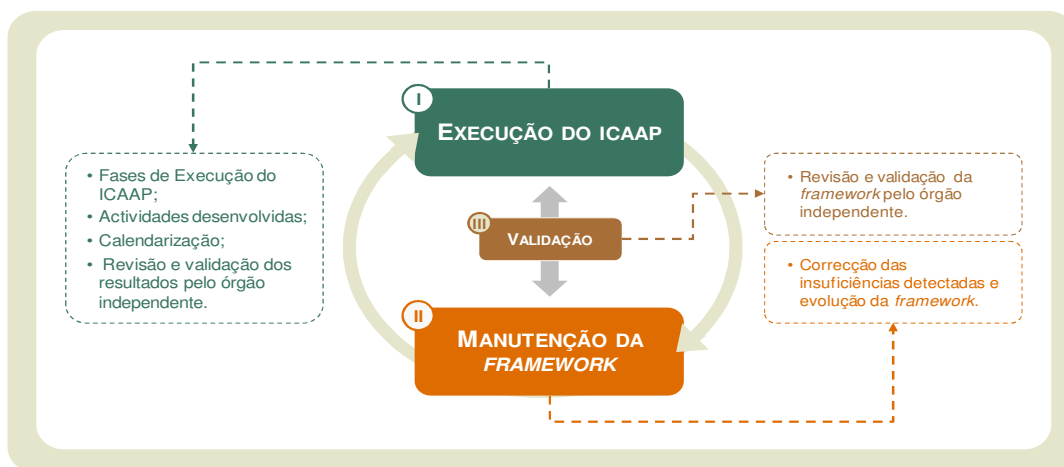 I
EXECUÇÃO DO ICAAP
• Fases de Execução do
ICAAP;
• Actividades desenvolvidas;
• Calendarização;
• Revisão e validação dos
resultados pelo órgão
independente.
III
VALIDAÇÃO
• Revisão e validação da
framework pelo órgão
independente.
• Correcção das
insuficiências detectadas e
evolução da framework.
II
MANUTENÇÃO DA
FRAMEWORK